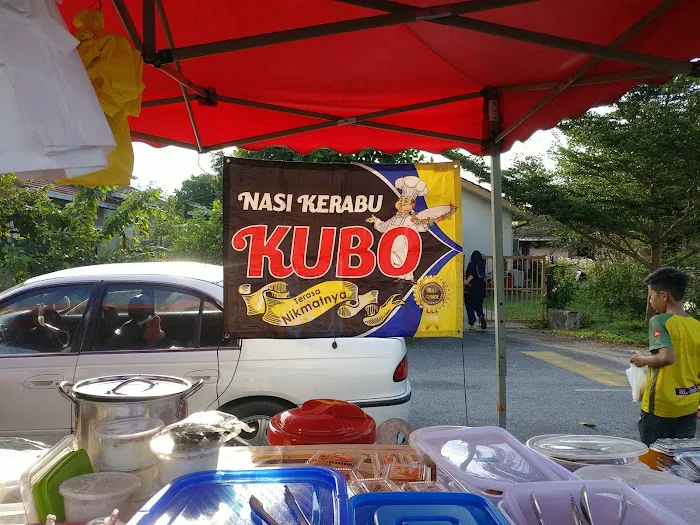 NASI KERABU
KUBO
Terasa
Nikmatnya